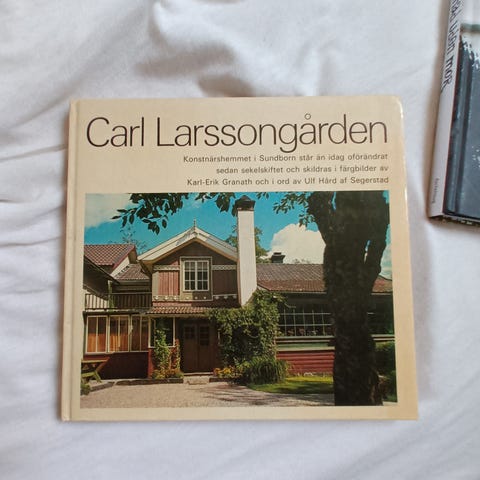 Carl Larssongården
Konstnärshemmet i Sundborn står än idag oförändrat
sedan sekelskiftet och skildras i färgbilder av
Karl-Erik Granath och i ord av Ulf Hård af Segerstad